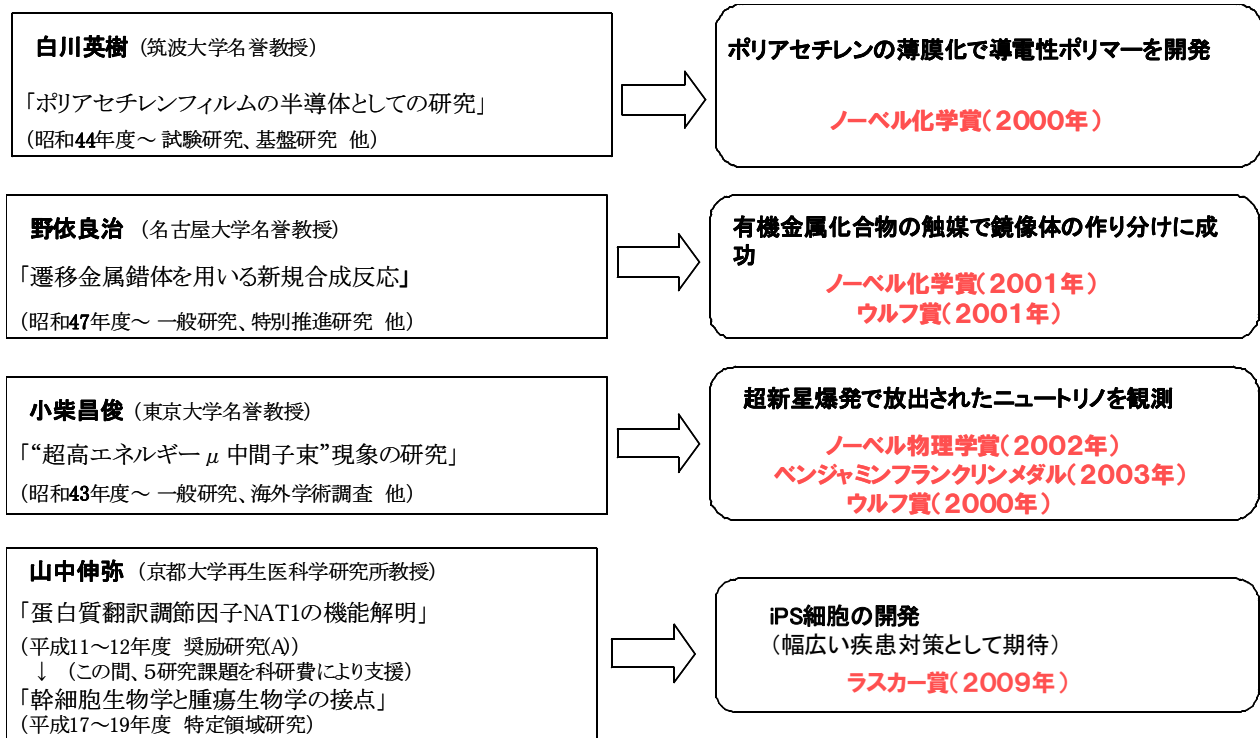 白川英樹 (筑波大学名誉教授)
「ポリアセチレンフィルムの半導体としての研究」
(昭和44年度～ 試験研究、基盤研究 他)
ポリアセチレンの薄膜化で導電性ポリマーを開発
ノーベル化学賞(2000年)
野依良治 (名古屋大学名誉教授)
「遷移金属錯体を用いる新規合成反応」
(昭和47年度～ 一般研究、特別推進研究 他)
有機金属化合物の触媒で鏡像体の作り分けに成
功
ノーベル化学賞(2001年)
ウルフ賞(2001年)
小柴昌俊 (東京大学名誉教授)
「“超高エネルギーμ中間子束”現象の研究」
(昭和43年度～ 一般研究、海外学術調査 他)
超新星爆発で放出されたニュートリノを観測
ノーベル物理学賞(2002年)
ベンジャミンフランクリンメダル(2003年)
ウルフ賞(2000年)
山中伸弥 (京都大学再生医科学研究所教授)
「蛋白質翻訳調節因子NAT1の機能解明」
(平成11～12年度 奨励研究(A))
↓ (この間、5研究課題を科研費により支援)
「幹細胞生物学と腫瘍生物学の接点」
(平成17～19年度 特定領域研究)
iPS細胞の開発
(幅広い疾患対策として期待)
ラスカー賞(2009年)